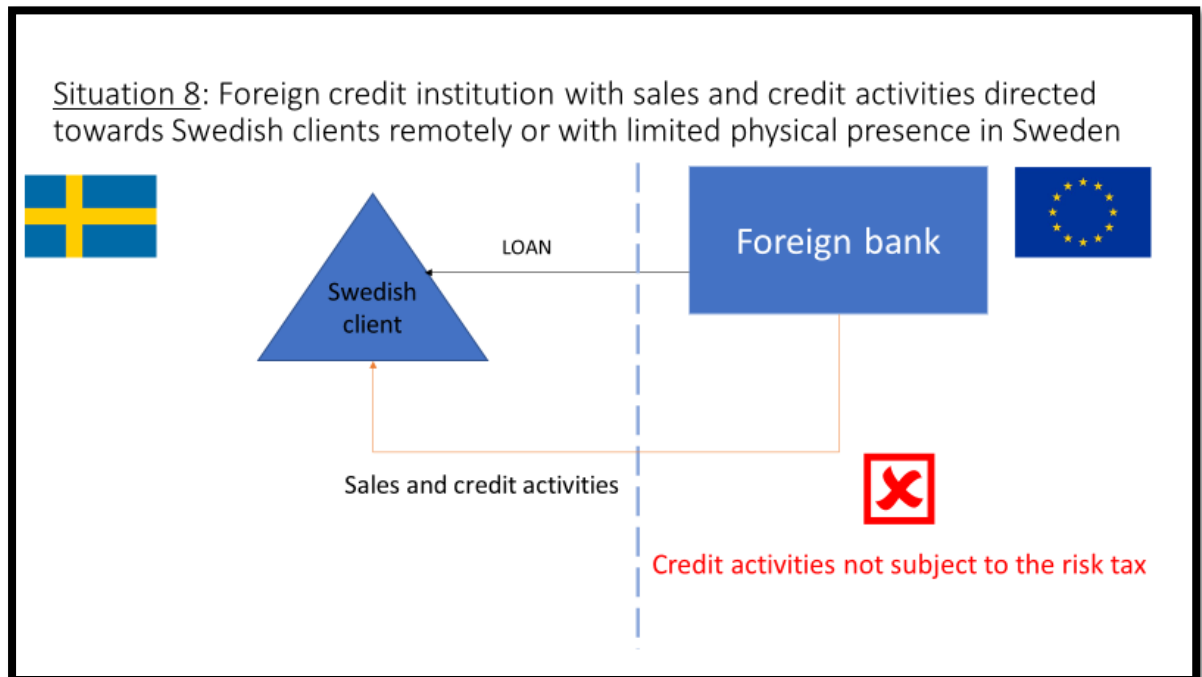 Situation 8: Foreign credit institution with sales and credit activities directed
towards Swedish clients remotely or with limited physical presence in Sweden
LOAN
Foreign bank
Swedish
client
Sales and credit activities
Credit activities not subject to the risk tax